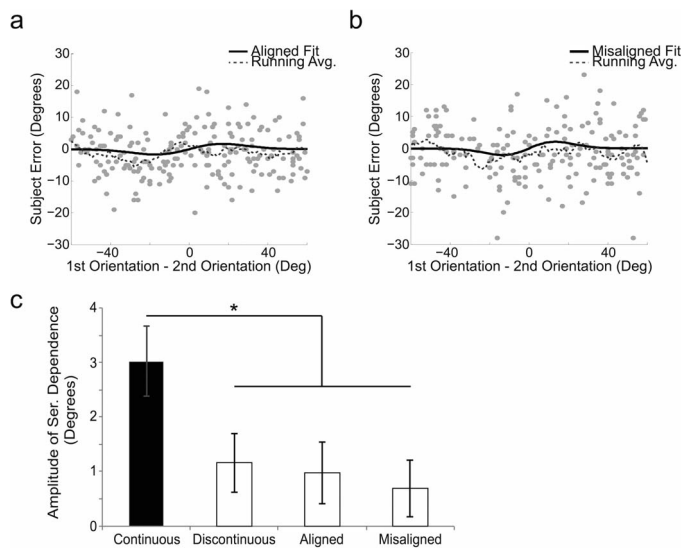 a
Aligned Fit
Running Avg.
Subject Error (Degrees)
30
20
10
0
−10
−20
−30
−40
0
40
1st Orientation - 2nd Orientation (Deg)
b
Misaligned Fit
Running Avg.
Subject Error (Degrees)
30
20
10
0
−10
−20
−30
−40
0
40
1st Orientation - 2nd Orientation (Deg)
c
Amplitude of Ser. Dependence
(Degrees)
4
3
2
1
0
*
Continuous
Discontinuous
Aligned
Misaligned